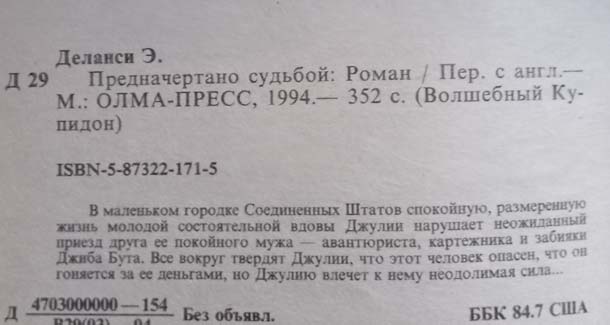 Деланси Э.
Д 29 Предначертано судьбой: Роман / Пер. с англ.—
М.: ОЛМА-ПРЕСС, 1994.— 352 с. (Волшебный Ку-
пидон)
ISBN-5-87322-171-5
В маленьком городке Соединенных Штатов спокойную, размеренную
жизнь молодой состоятельной вдовы Джулии нарушает неожиданный
приезд друга ее покойного мужа — авантюриста, картежника и забияки
Джиба Бута. Все вокруг твердят Джулии, что этот человек опасен, что он
гоняется за ее деньгами, но Джулию влечет к нему неодолимая сила...
Д 4703000000—154 Без объявл. ББК 84.7 США